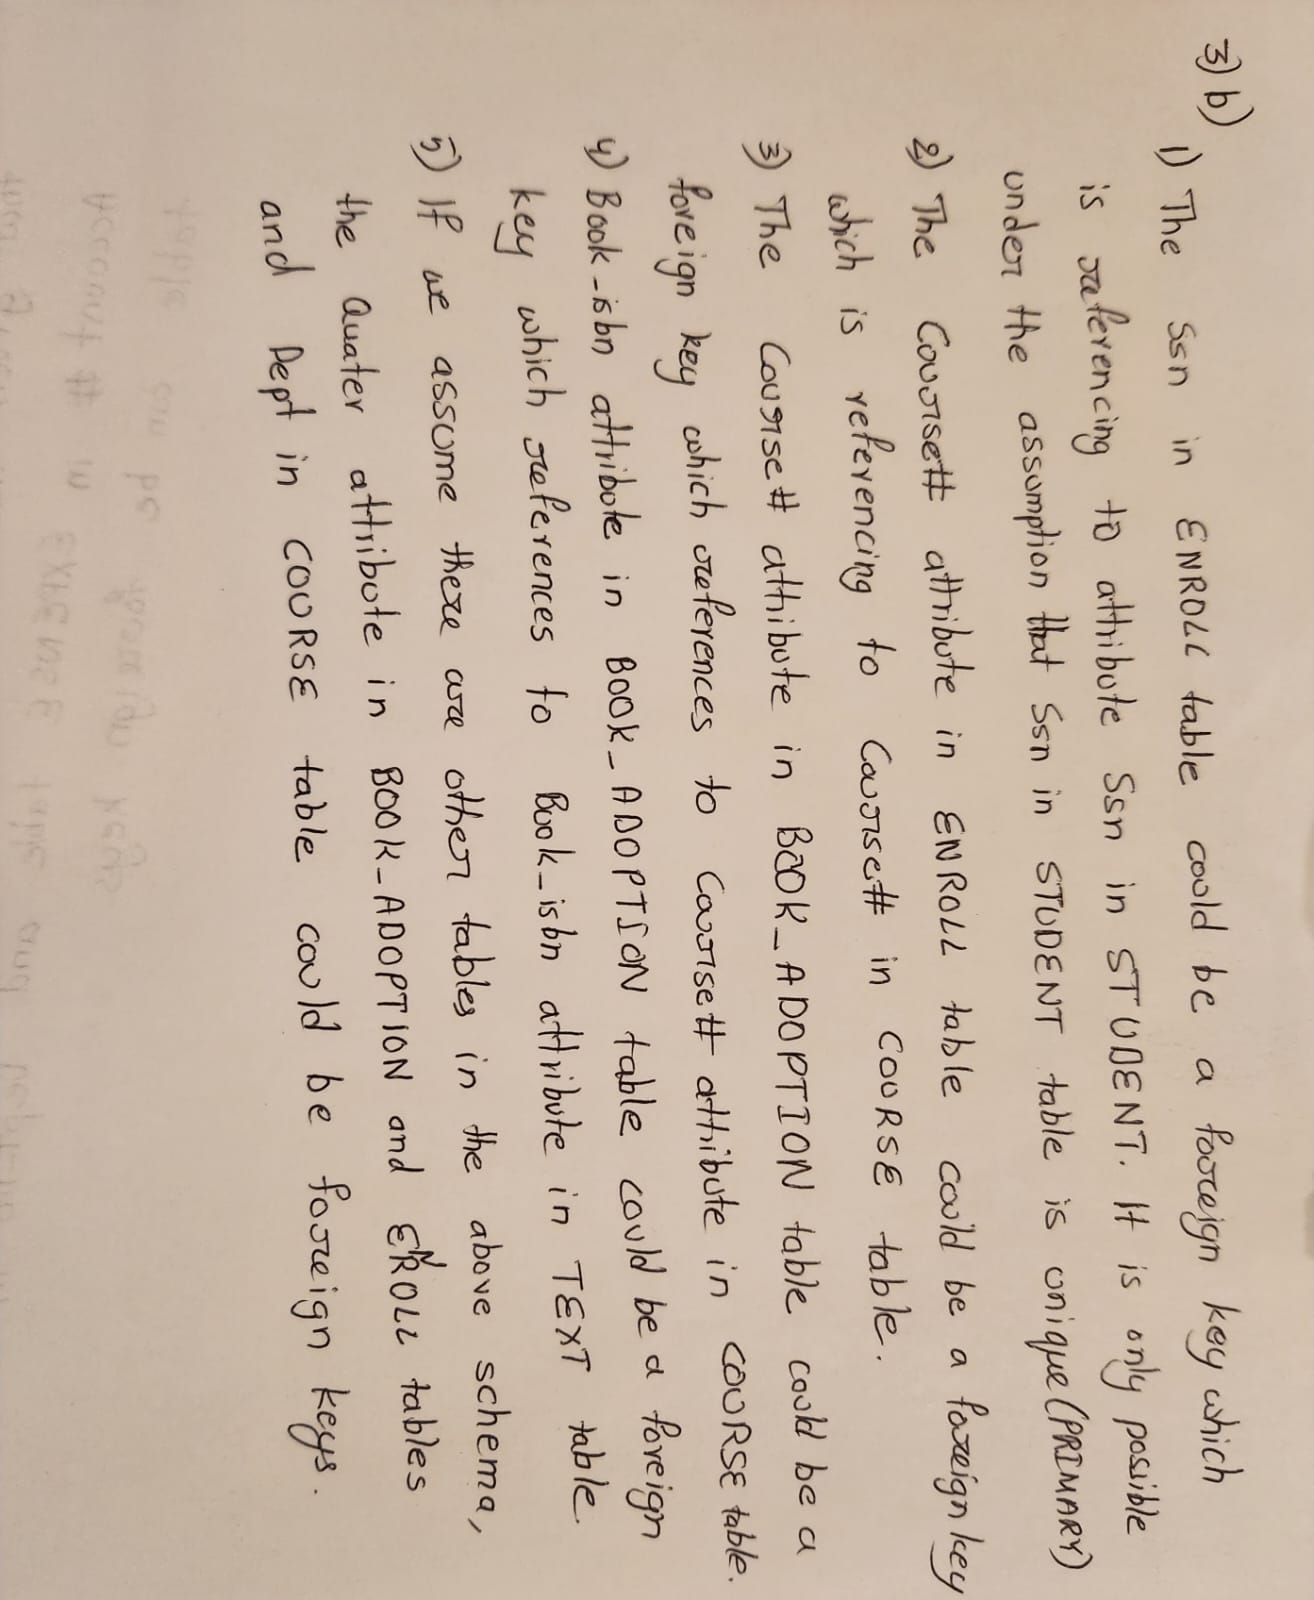 3) b)
1) The Ssn in ENROLL table could be a foreign key which
is referencing to attribute Ssn in STUDENT. It is only possible
under the assumption that Ssn in STUDENT table is unique (PRIMARY)
2) The Course# attribute in ENROLL table could be a foreign key
which is referencing to Course# in COURSE table.
3) The Course# attribute in BOOK_ADOPTION table could be a
foreign key which references to Course# attribute in COURSE table.
4) Book-isbn attribute in BOOK_ADOPTION table could be a foreign
key which references to Book_isbn attribute in TEXT table.
5) If we assume there are other tables in the above schema,
the Quater attribute in BOOK-ADOPTION and ENROLL tables
and Dept in COURSE table could be foreign keys.